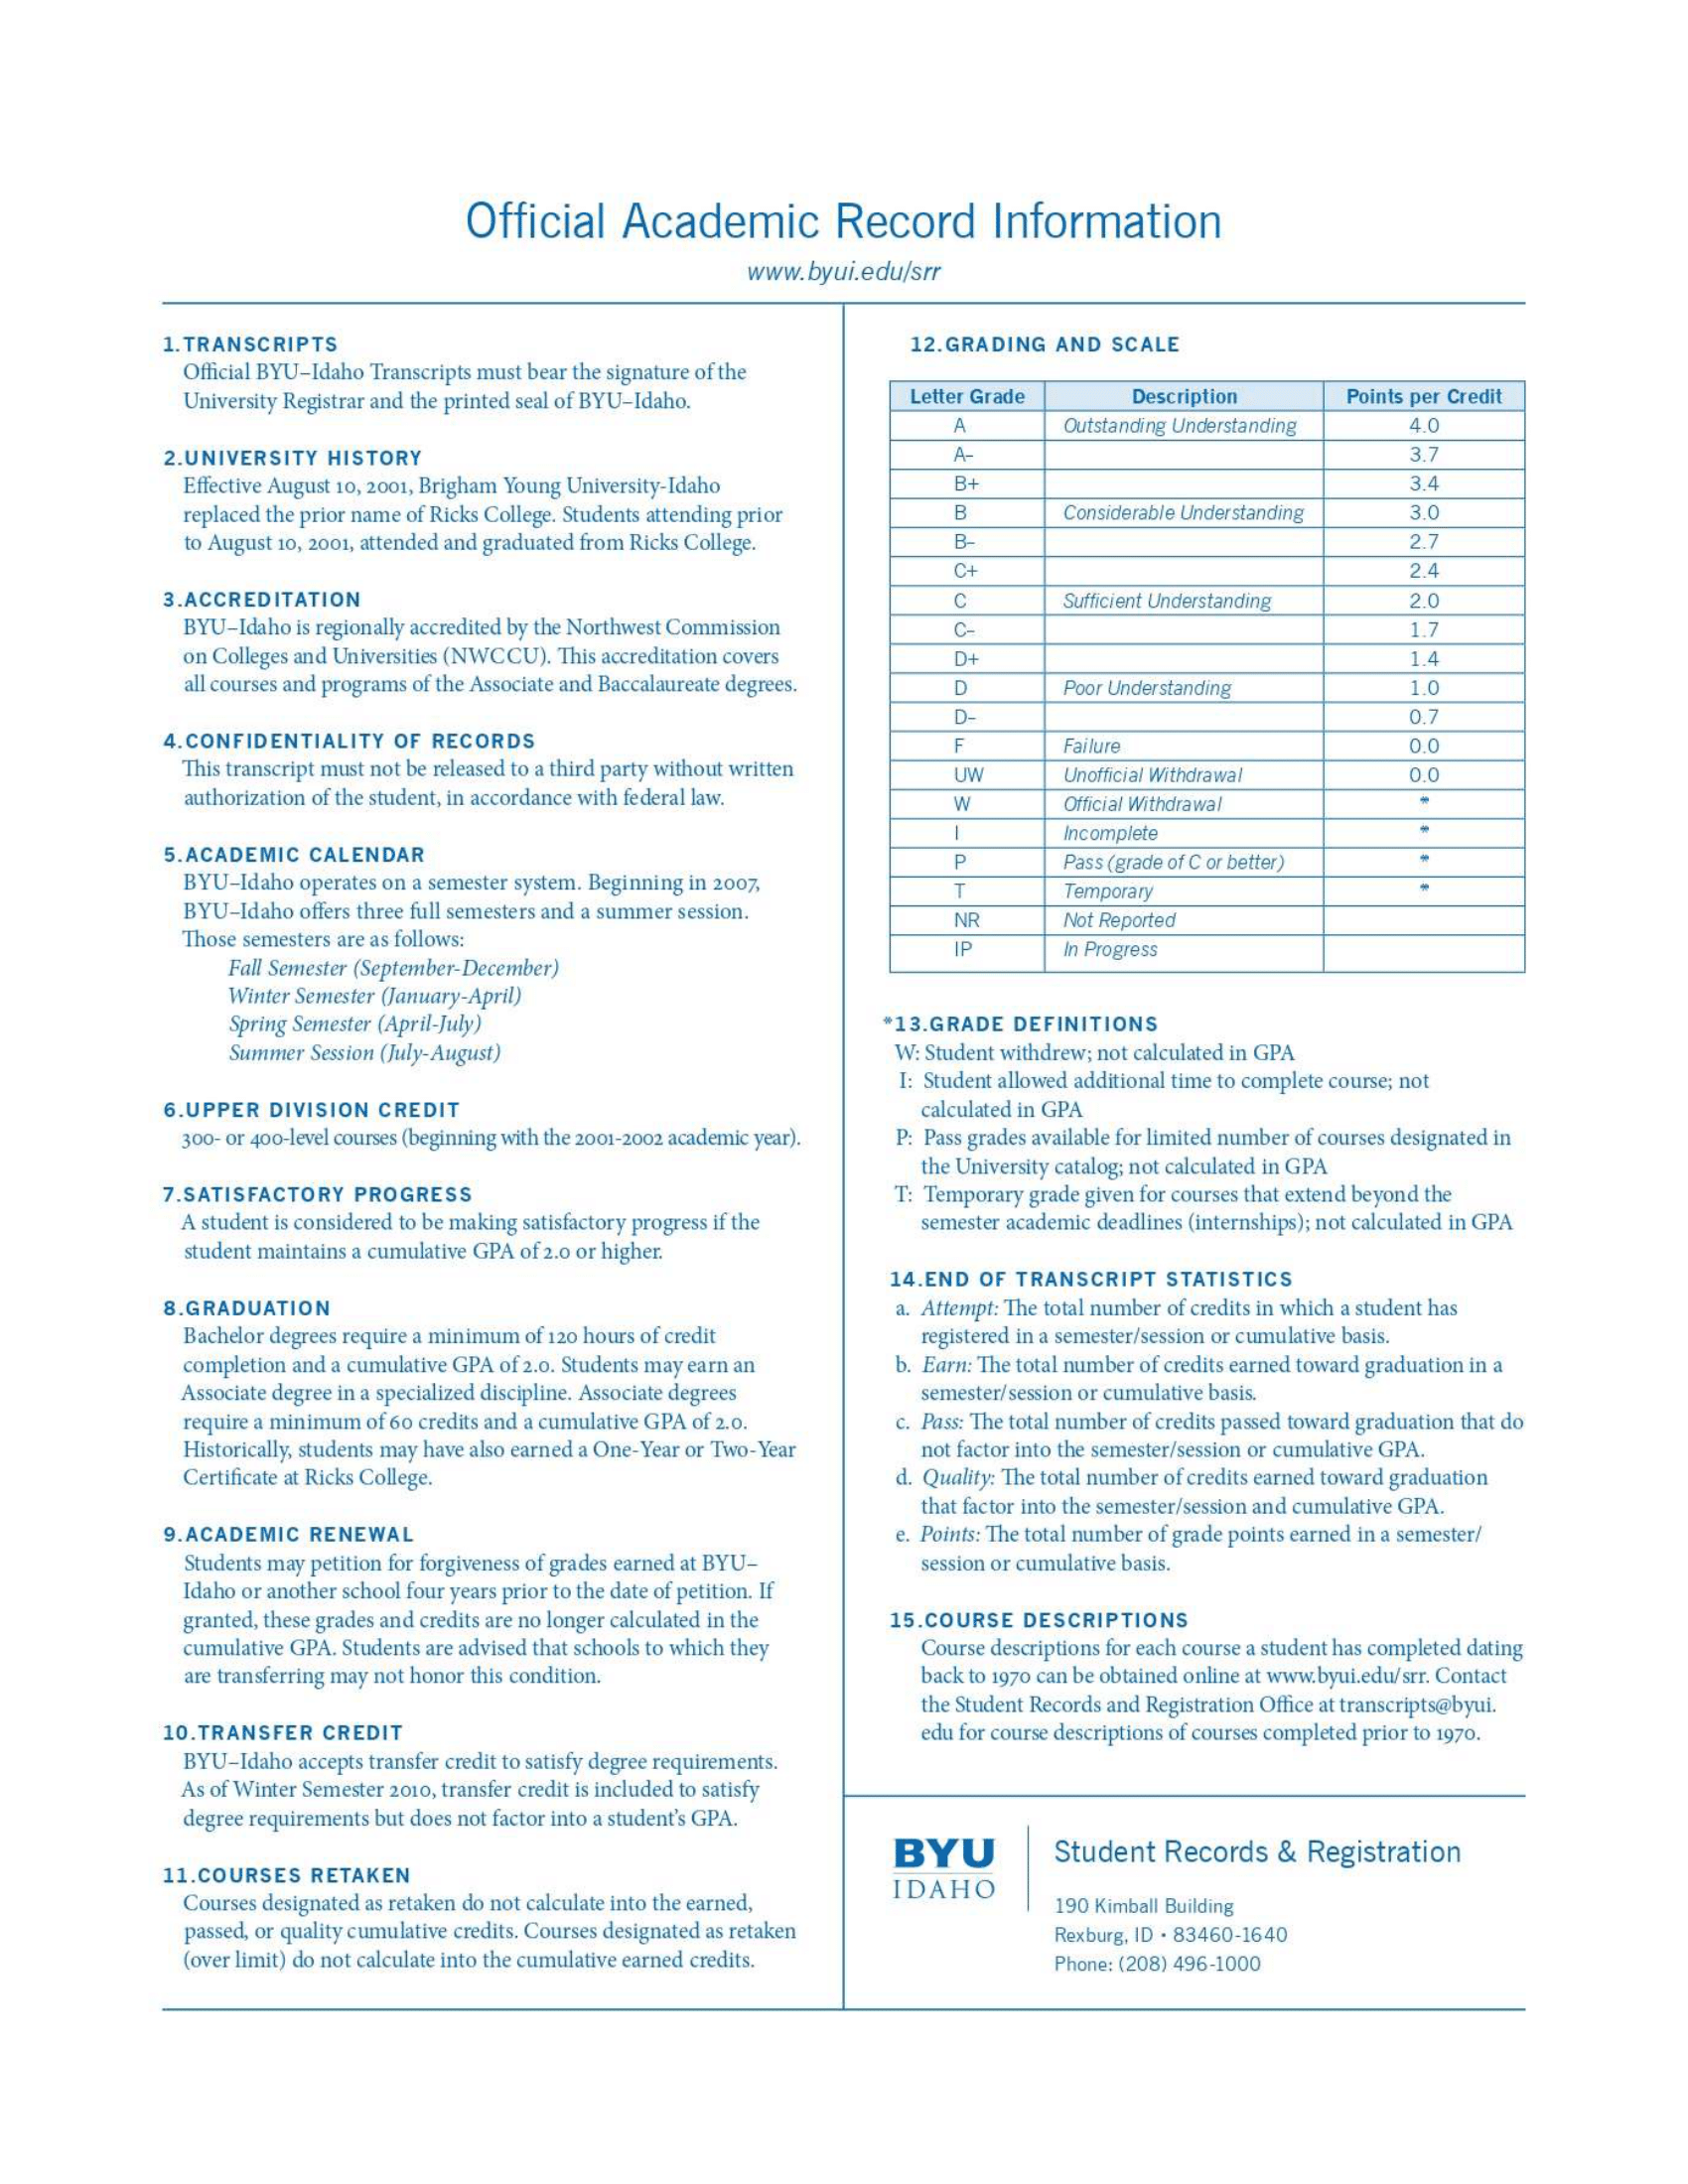 Official Academic Record Information
www.byui.edu/srr
1.TRANSCRIPTS
Official BYU–Idaho Transcripts must bear the signature of the
University Registrar and the printed seal of BYU–Idaho.
2.UNIVERSITY HISTORY
Effective August 10, 2001, Brigham Young University-Idaho
replaced the prior name of Ricks College. Students attending prior
to August 10, 2001, attended and graduated from Ricks College.
3.ACCREDITATION
BYU–Idaho is regionally accredited by the Northwest Commission
on Colleges and Universities (NWCCU). This accreditation covers
all courses and programs of the Associate and Baccalaureate degrees.
4.CONFIDENTIALITY OF RECORDS
This transcript must not be released to a third party without written
authorization of the student, in accordance with federal law.
5.ACADEMIC CALENDAR
BYU–Idaho operates on a semester system. Beginning in 2007,
BYU–Idaho offers three full semesters and a summer session.
Those semesters are as follows:
Fall Semester (September-December)
Winter Semester (January-April)
Spring Semester (April-July)
Summer Session (July-August)
6.UPPER DIVISION CREDIT
300- or 400-level courses (beginning with the 2001-2002 academic year).
7.SATISFACTORY PROGRESS
A student is considered to be making satisfactory progress if the
student maintains a cumulative GPA of 2.0 or higher.
8.GRADUATION
Bachelor degrees require a minimum of 120 hours of credit
completion and a cumulative GPA of 2.0. Students may earn an
Associate degree in a specialized discipline. Associate degrees
require a minimum of 60 credits and a cumulative GPA of 2.0.
Historically, students may have also earned a One-Year or Two-Year
Certificate at Ricks College.
9.ACADEMIC RENEWAL
Students may petition for forgiveness of grades earned at BYU–
Idaho or another school four years prior to the date of petition. If
granted, these grades and credits are no longer calculated in the
cumulative GPA. Students are advised that schools to which they
are transferring may not honor this condition.
10.TRANSFER CREDIT
BYU–Idaho accepts transfer credit to satisfy degree requirements.
As of Winter Semester 2010, transfer credit is included to satisfy
degree requirements but does not factor into a student's GPA.
11.COURSES RETAKEN
Courses designated as retaken do not calculate into the earned,
passed, or quality cumulative credits. Courses designated as retaken
(over limit) do not calculate into the cumulative earned credits.
12.GRADING AND SCALE
Letter Grade Description Points per Credit
A Outstanding Understanding 4.0
A- 3.7
B+ 3.4
B Considerable Understanding 3.0
B- 2.7
C+ 2.4
C Sufficient Understanding 2.0
C- 1.7
D+ 1.4
D Poor Understanding 1.0
D- 0.7
F Failure 0.0
UW Unofficial Withdrawal 0.0
W Official Withdrawal *
I Incomplete *
P Pass (grade of C or better) *
T Temporary *
NR Not Reported
IP In Progress
*13.GRADE DEFINITIONS
W: Student withdrew; not calculated in GPA
I: Student allowed additional time to complete course; not
calculated in GPA
P: Pass grades available for limited number of courses designated in
the University catalog; not calculated in GPA
T: Temporary grade given for courses that extend beyond the
semester academic deadlines (internships); not calculated in GPA
14.END OF TRANSCRIPT STATISTICS
a. Attempt: The total number of credits in which a student has
registered in a semester/session or cumulative basis.
b. Earn: The total number of credits earned toward graduation in a
semester/session or cumulative basis.
c. Pass: The total number of credits passed toward graduation that do
not factor into the semester/session or cumulative GPA.
d. Quality: The total number of credits earned toward graduation
that factor into the semester/session and cumulative GPA.
e. Points: The total number of grade points earned in a semester/
session or cumulative basis.
15.COURSE DESCRIPTIONS
Course descriptions for each course a student has completed dating
back to 1970 can be obtained online at www.byui.edu/srr. Contact
the Student Records and Registration Office at transcripts@byui.
edu for course descriptions of courses completed prior to 1970.
BYU
IDAHO
Student Records & Registration
190 Kimball Building
Rexburg, ID • 83460-1640
Phone: (208) 496-1000